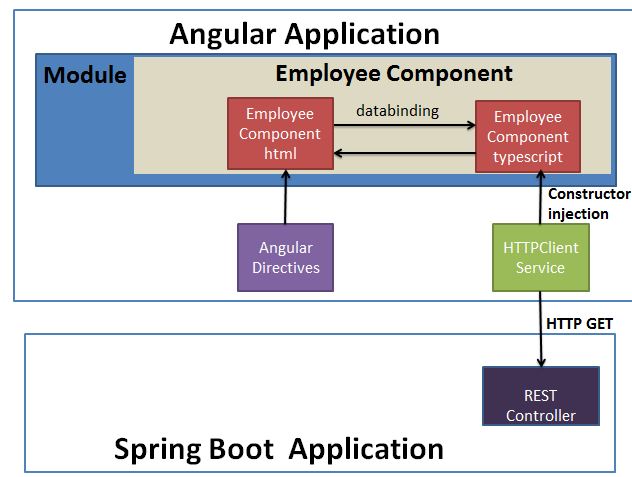 Angular Application
Module
Employee Component
Employee
Component
html
databinding
Employee
Component
typescript
Constructor
injection
Angular
Directives
HTTPClient
Service
HTTP GET
REST
Controller
Spring Boot  Application